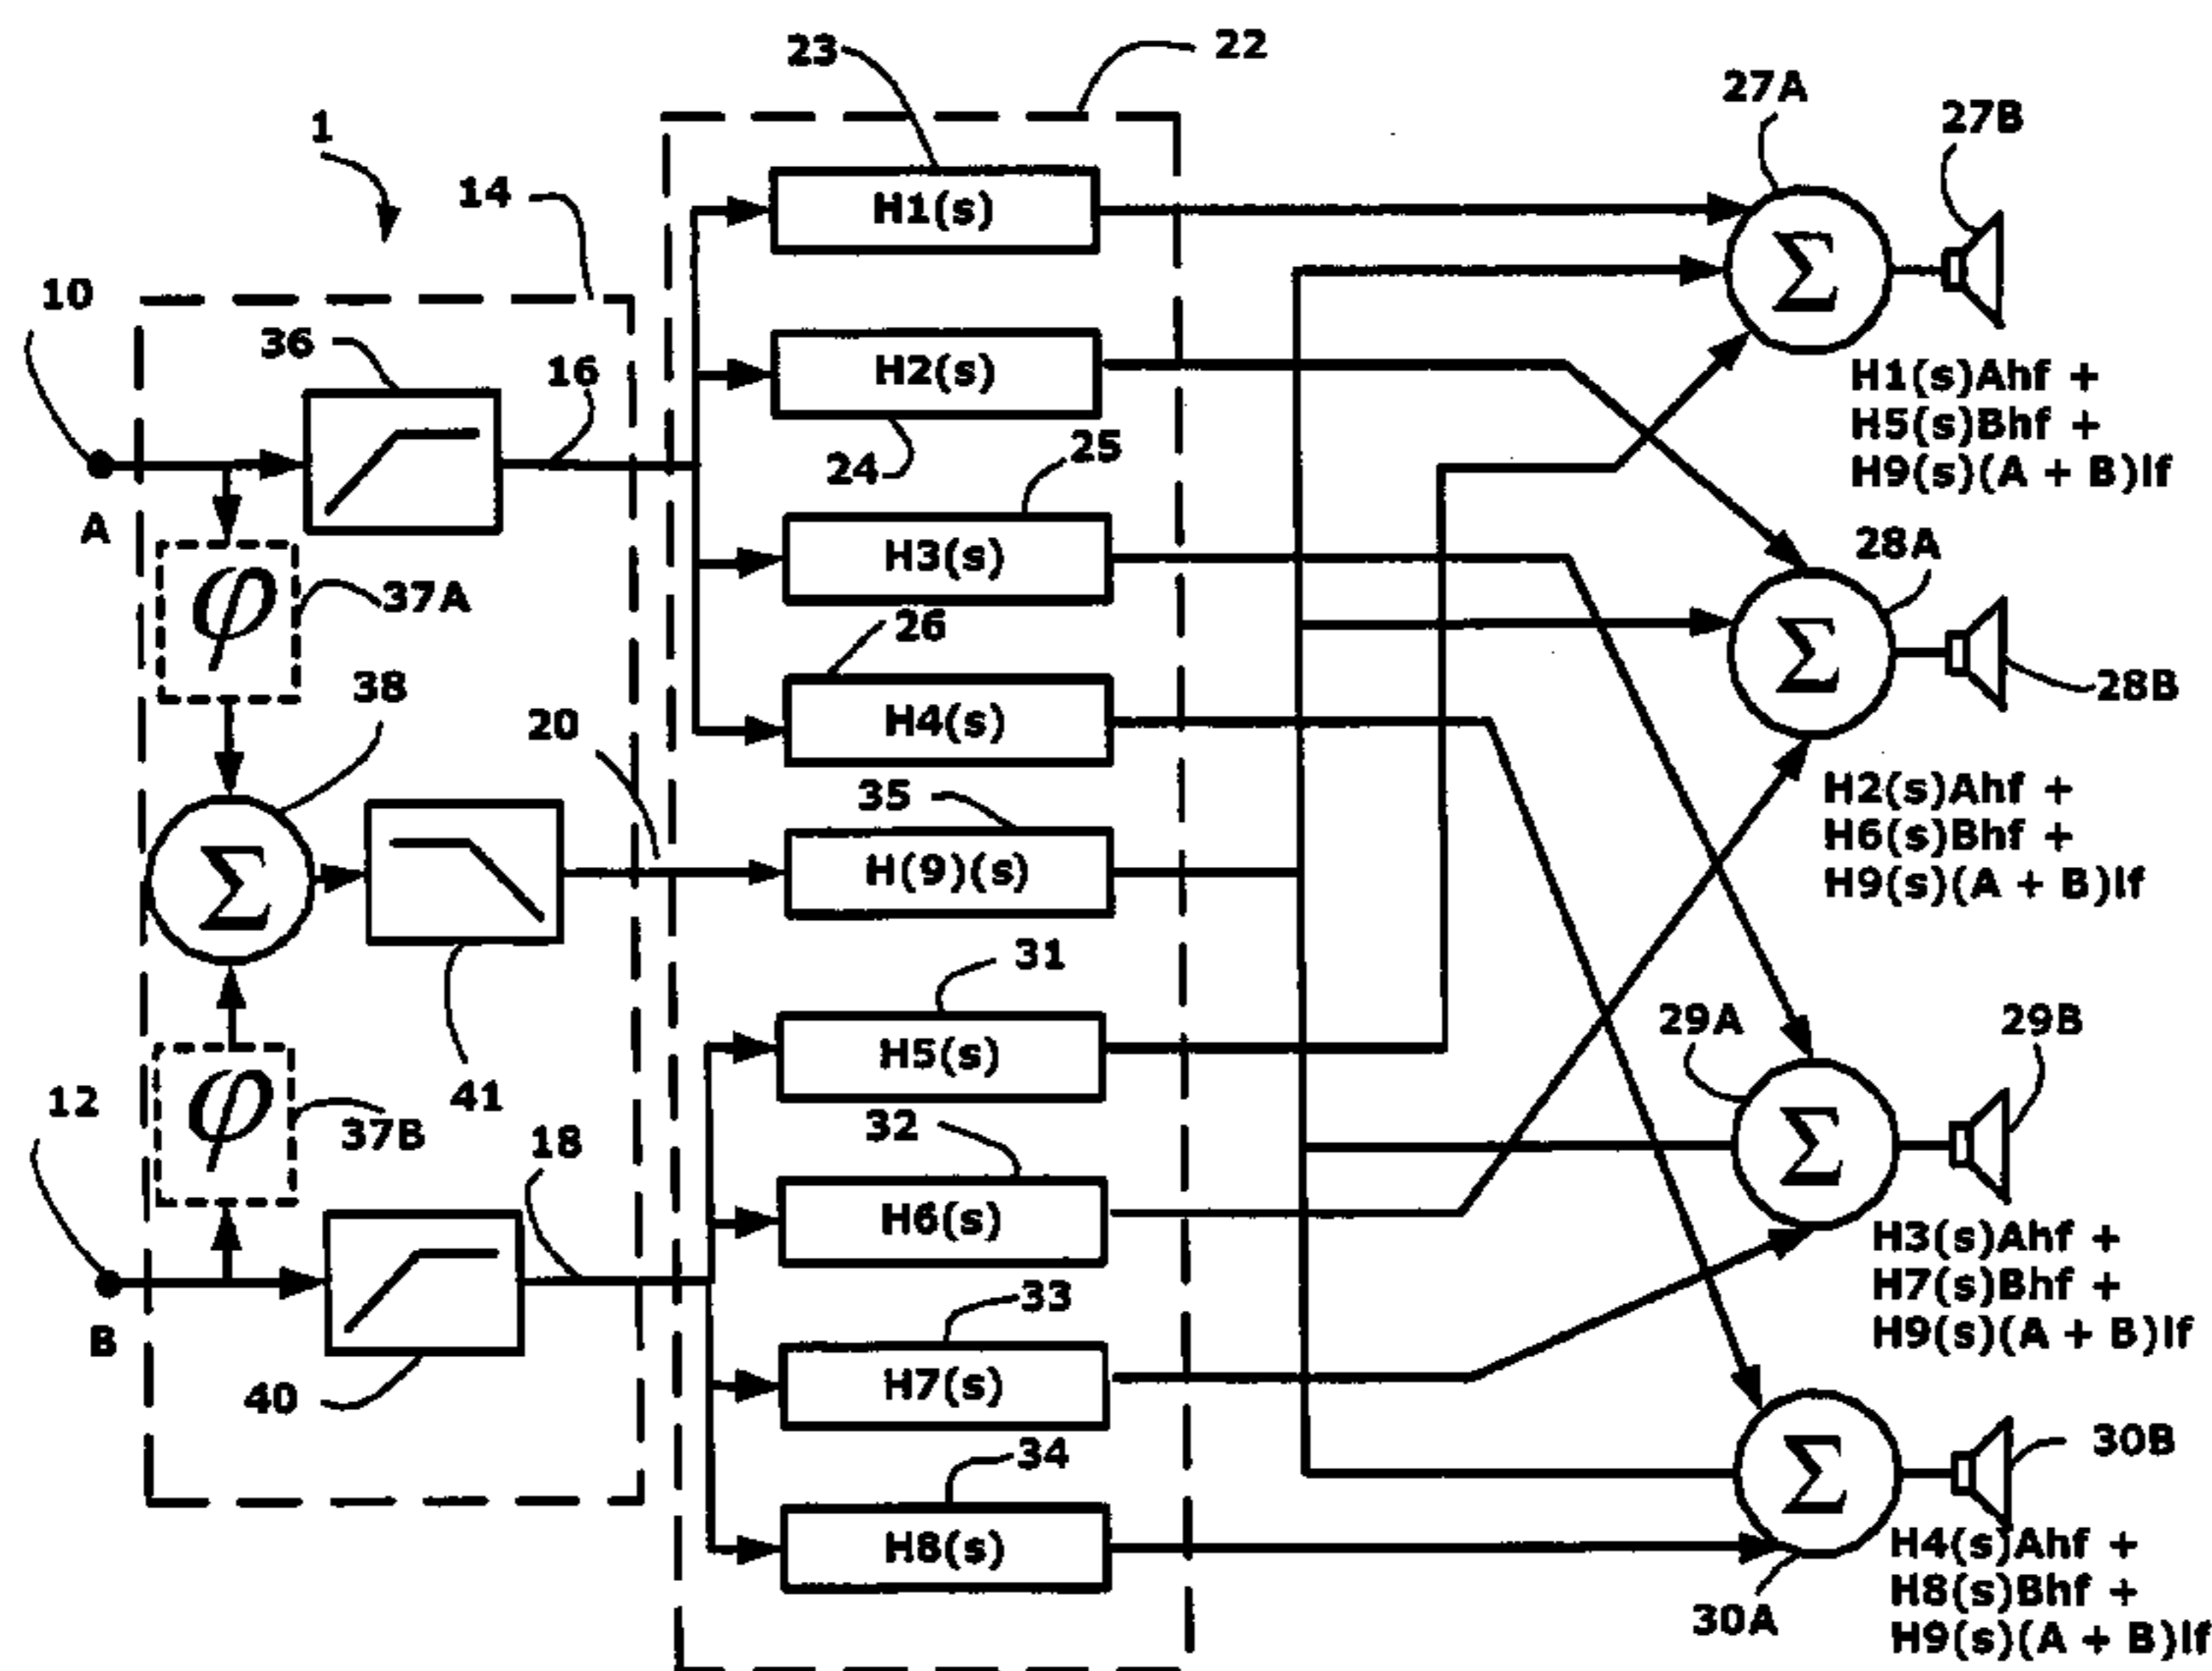 23
22
27A
27B
1
14
H1(s)
Σ
10
36
16
H2(s)
H1(s)Ahf +
H5(s)Bhf +
H9(s)(A + B)lf
24
25
A
28A
φ
37A
H3(s)
26
Σ
28B
38
H4(s)
20
35
H2(s)Ahf +
H6(s)Bhf +
H9(s)(A + B)lf
Σ
H(9)(s)
31
29A
29B
H5(s)
12
φ
41
37B
32
18
Σ
H6(s)
H3(s)Ahf +
H7(s)Bhf +
H9(s)(A + B)lf
33
B
40
H7(s)
34
30B
Σ
H8(s)
H4(s)Ahf +
H8(s)Bhf +
H9(s)(A + B)lf
30A